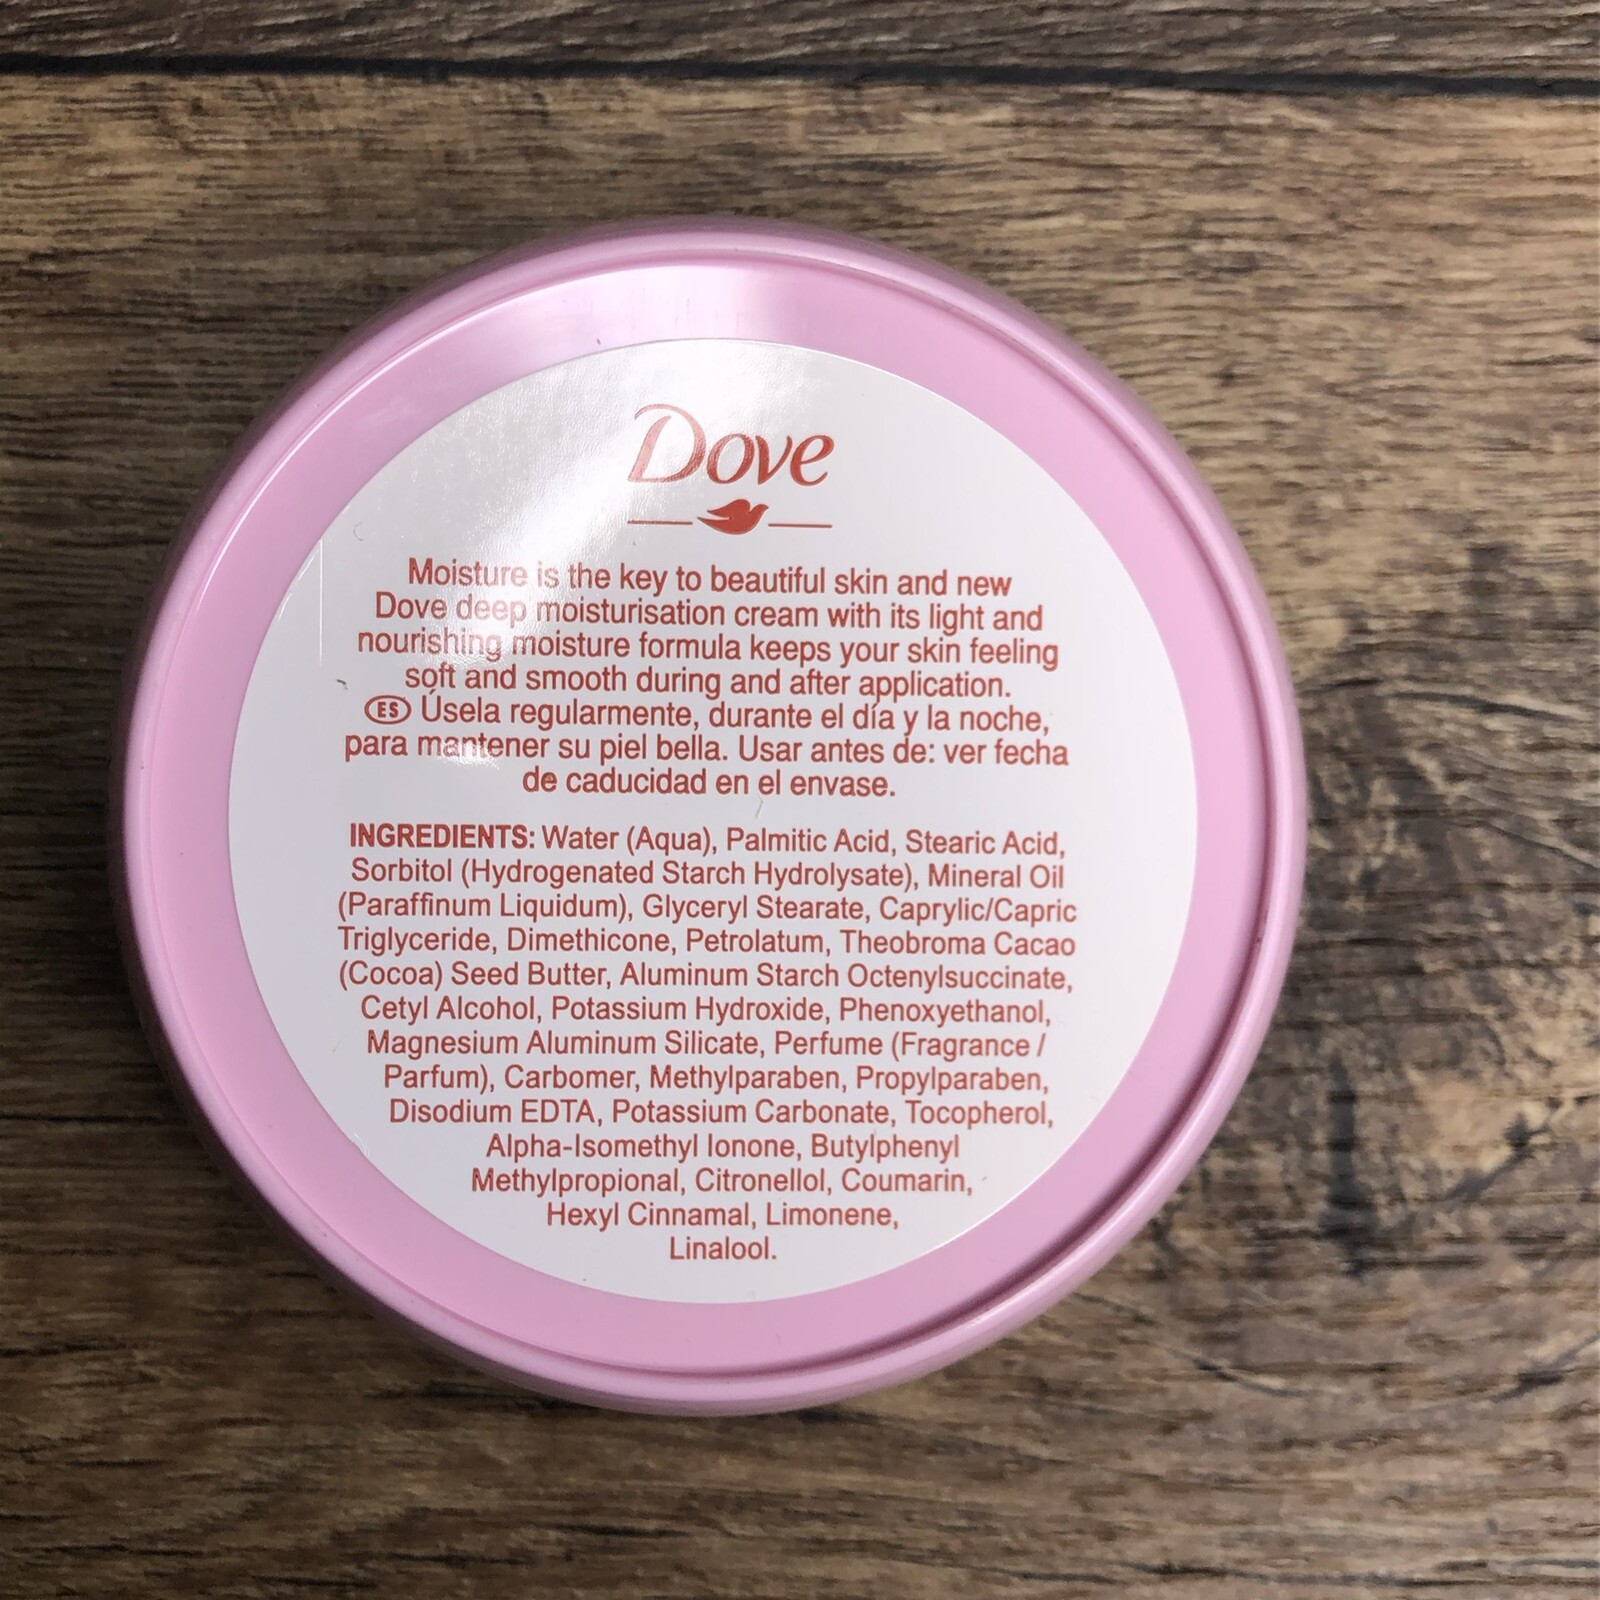 Dove
Moisture is the key to beautiful skin and new
Dove deep moisturisation cream with its light and
nourishing moisture formula keeps your skin feeling
soft and smooth during and after application.
ES Úsela regularmente, durante el día y la noche,
para mantener su piel bella. Usar antes de: ver fecha
de caducidad en el envase.
INGREDIENTS: Water (Aqua), Palmitic Acid, Stearic Acid,
Sorbitol (Hydrogenated Starch Hydrolysate), Mineral Oil
(Paraffinum Liquidum), Glyceryl Stearate, Caprylic/Capric
Triglyceride, Dimethicone, Petrolatum, Theobroma Cacao
(Cocoa) Seed Butter, Aluminum Starch Octenylsuccinate,
Cetyl Alcohol, Potassium Hydroxide, Phenoxyethanol,
Magnesium Aluminum Silicate, Perfume (Fragrance /
Parfum), Carbomer, Methylparaben, Propylparaben,
Disodium EDTA, Potassium Carbonate, Tocopherol,
Alpha-Isomethyl Ionone, Butylphenyl
Methylpropional, Citronellol, Coumarin,
Hexyl Cinnamal, Limonene,
Linalool.